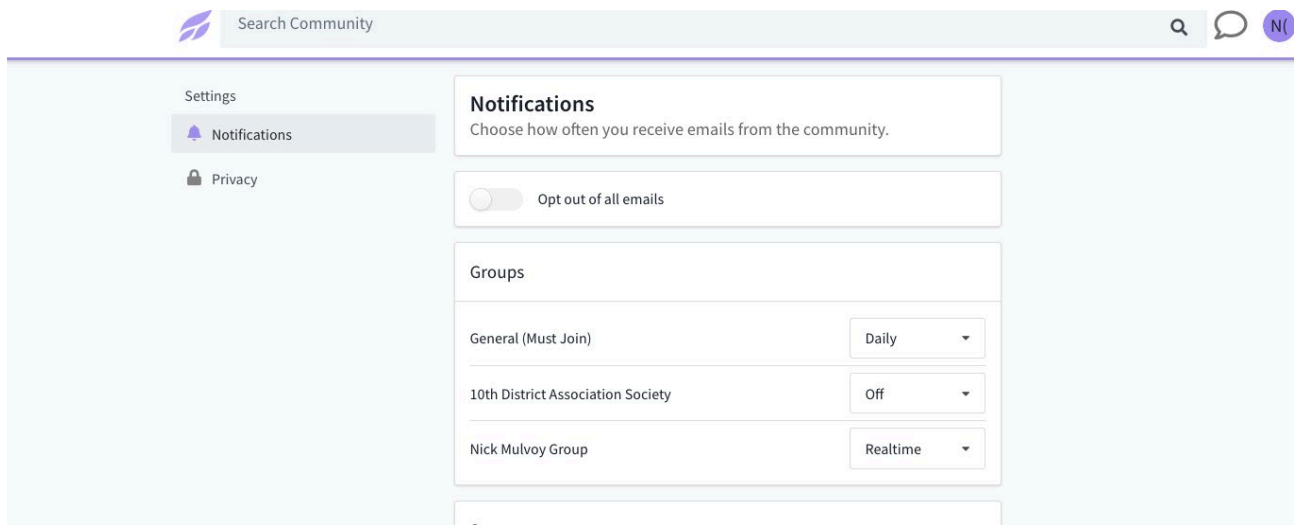 Search Community
N(
Settings
Notifications
Privacy
Notifications
Choose how often you receive emails from the community.
Opt out of all emails
Groups
General (Must Join)
Daily
10th District Association Society
Off
Nick Mulvoy Group
Realtime